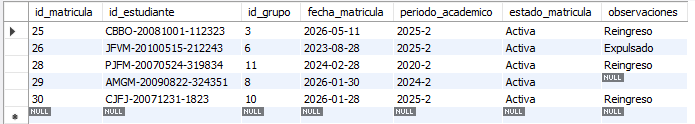 id_matricula id_estudiante id_grupo fecha_matricula periodo_academico estado_matricula observaciones
25 CBBO-20081001-112323 3 2026-05-11 2025-2 Activa Reingreso
26 JFVM-20100515-212243 6 2023-08-28 2025-2 Activa Expulsado
28 PJFM-20070524-319834 11 2024-02-28 2020-2 Activa Reingreso
29 AMGM-20090822-324351 8 2026-01-30 2024-2 Activa NULL
30 CJFJ-20071231-1823 10 2026-01-28 2025-2 Activa Reingreso
NULL NULL NULL NULL NULL NULL NULL